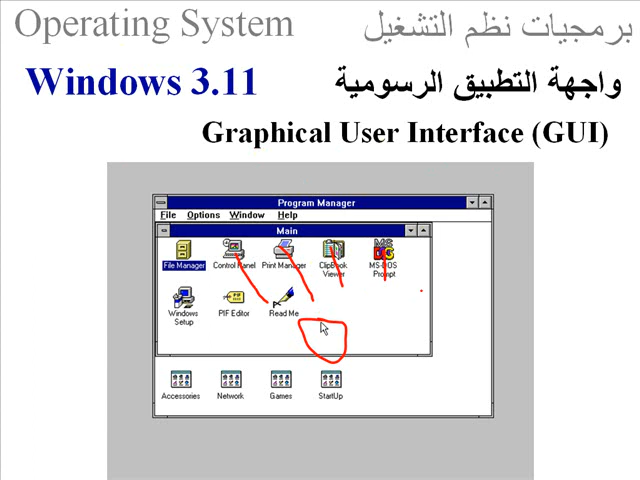 Operating System برمجيات نظم التشغيل
Windows 3.11 واجهة التطبيق الرسومية
Graphical User Interface (GUI)
Program Manager
File Options Window Help
Main
File Manager Control Panel Print Manager ClipBook Viewer MS-DOS Prompt
Windows Setup PIF Editor Read Me
Accessories Network Games StartUp